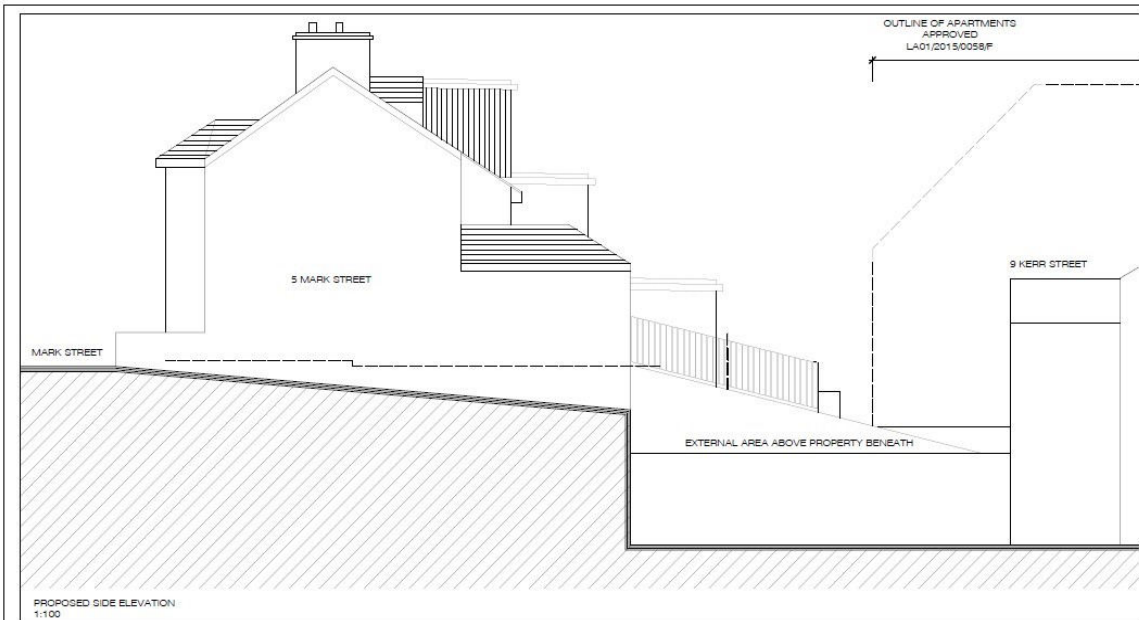 OUTLINE OF APARTMENTS
APPROVED
LA01/2015/0058/F
9 KERR STREET
5 MARK STREET
MARK STREET
EXTERNAL AREA ABOVE PROPERTY BENEATH
PROPOSED SIDE ELEVATION
1:100